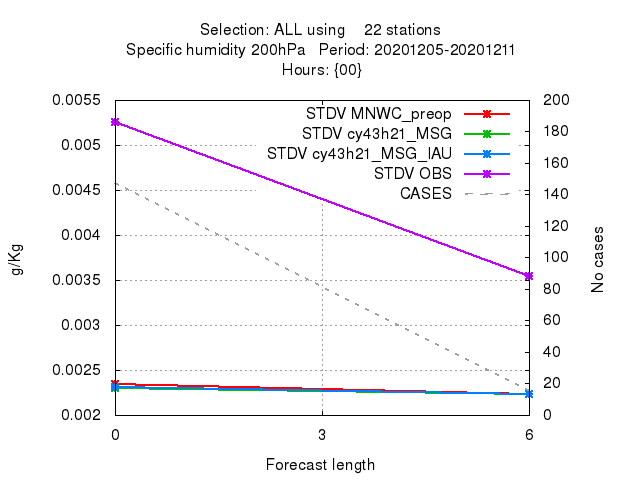 Selection: ALL using    22 stations
Specific humidity 200hPa   Period: 20201205-20201211
Hours: {00}
STDV MNWC_preop
STDV cy43h21_MSG
STDV cy43h21_MSG_IAU
STDV OBS
CASES
g/Kg
0.0055
0.005
0.0045
0.004
0.0035
0.003
0.0025
0.002
200
180
160
140
120
100
80
60
40
20
0
No cases
0
3
6
Forecast length